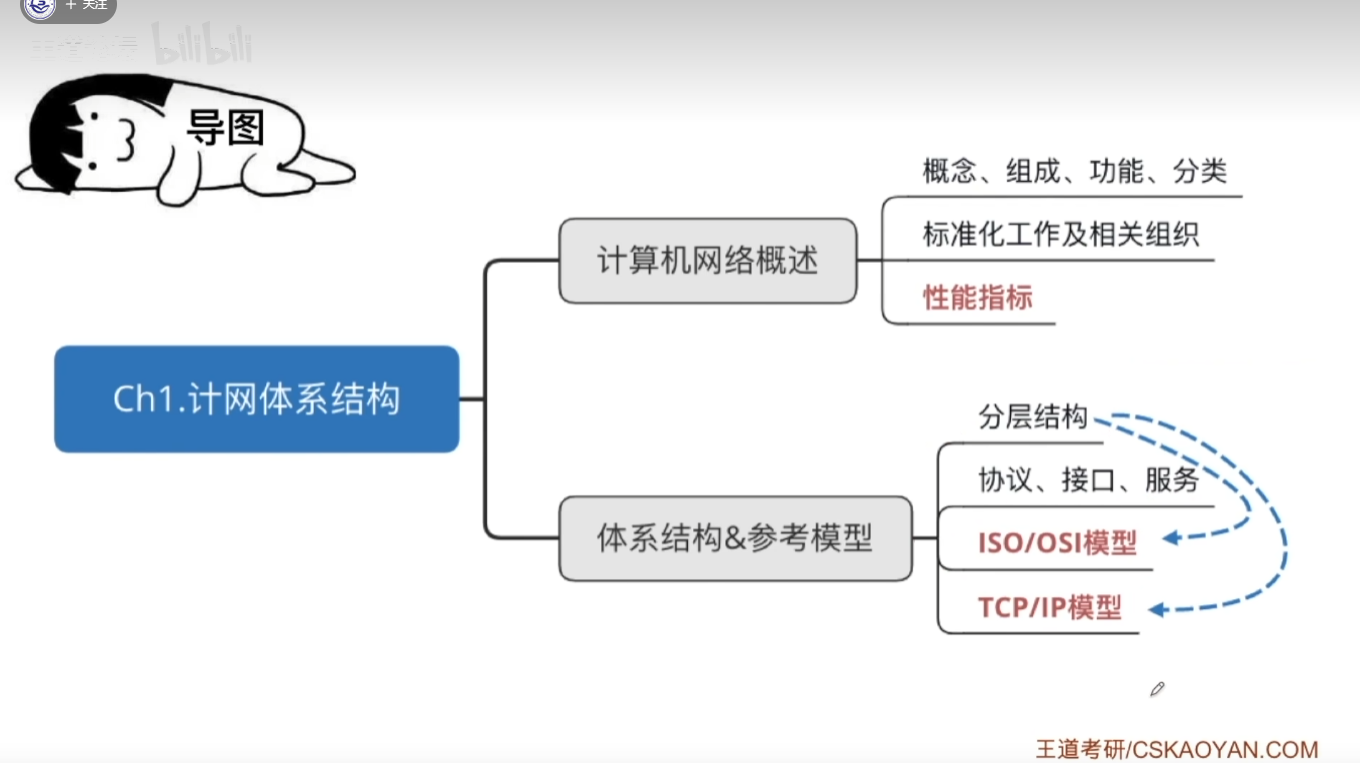 + 关注
bilibili
导图
概念、组成、功能、分类
标准化工作及相关组织
计算机网络概述
性能指标
Ch1.计网体系结构
分层结构
协议、接口、服务
体系结构&参考模型
ISO/OSI模型
TCP/IP模型
王道考研/CSKAOYAN.COM